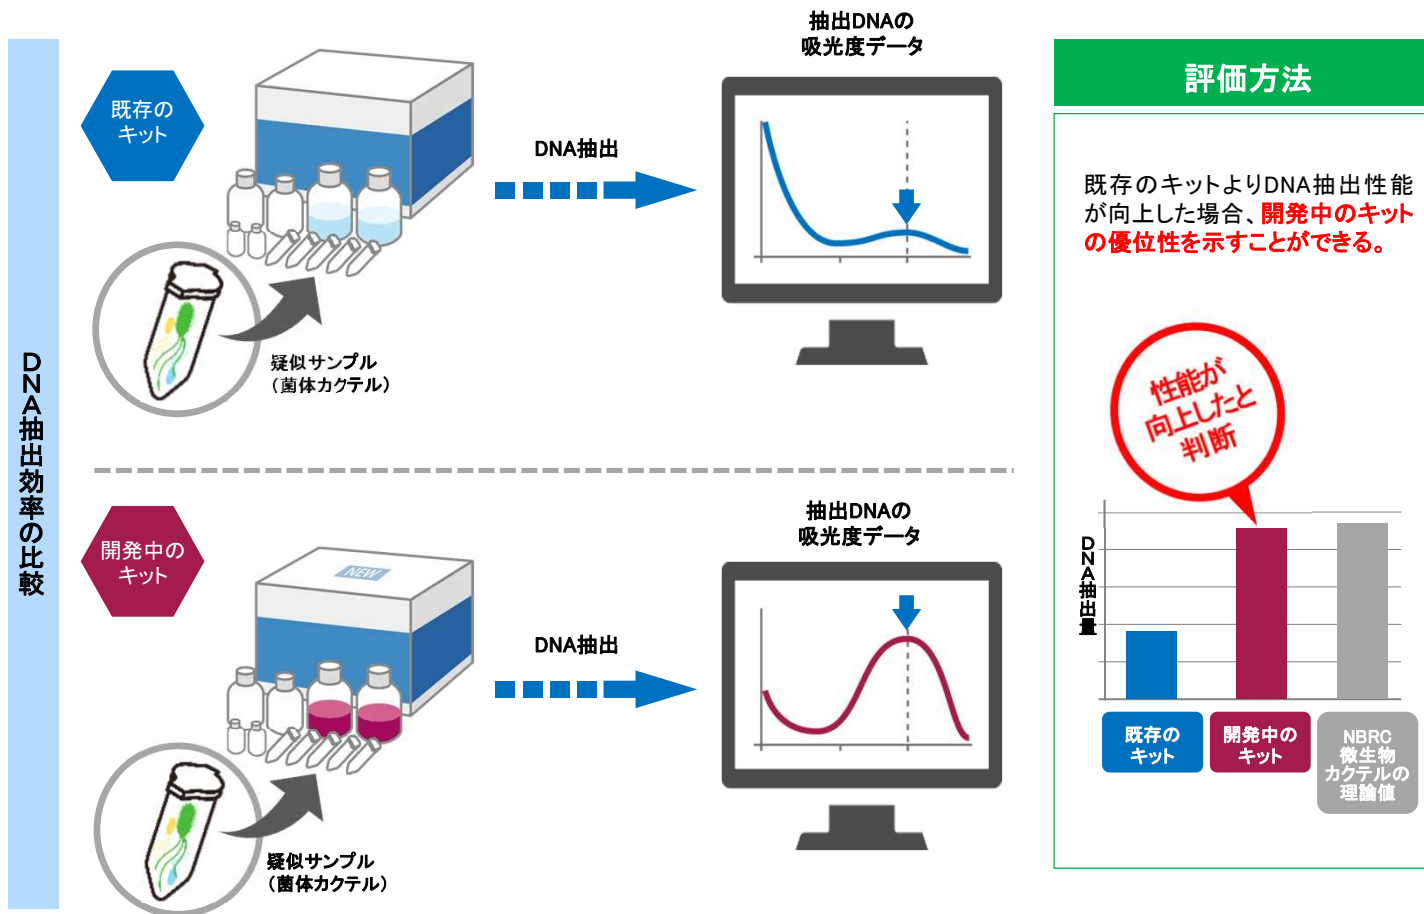 DNA抽出効率の比較
既存の
キット
DNA抽出
疑似サンプル
(菌体カクテル)
抽出DNAの
吸光度データ
開発中の
キット
NEW
DNA抽出
疑似サンプル
(菌体カクテル)
抽出DNAの
吸光度データ
評価方法
既存のキットよりDNA抽出性能
が向上した場合、開発中のキット
の優位性を示すことができる。
性能が
向上したと
判断
DNA抽出量
既存の
キット
開発中の
キット
NBRC
微生物
カクテルの
理論値